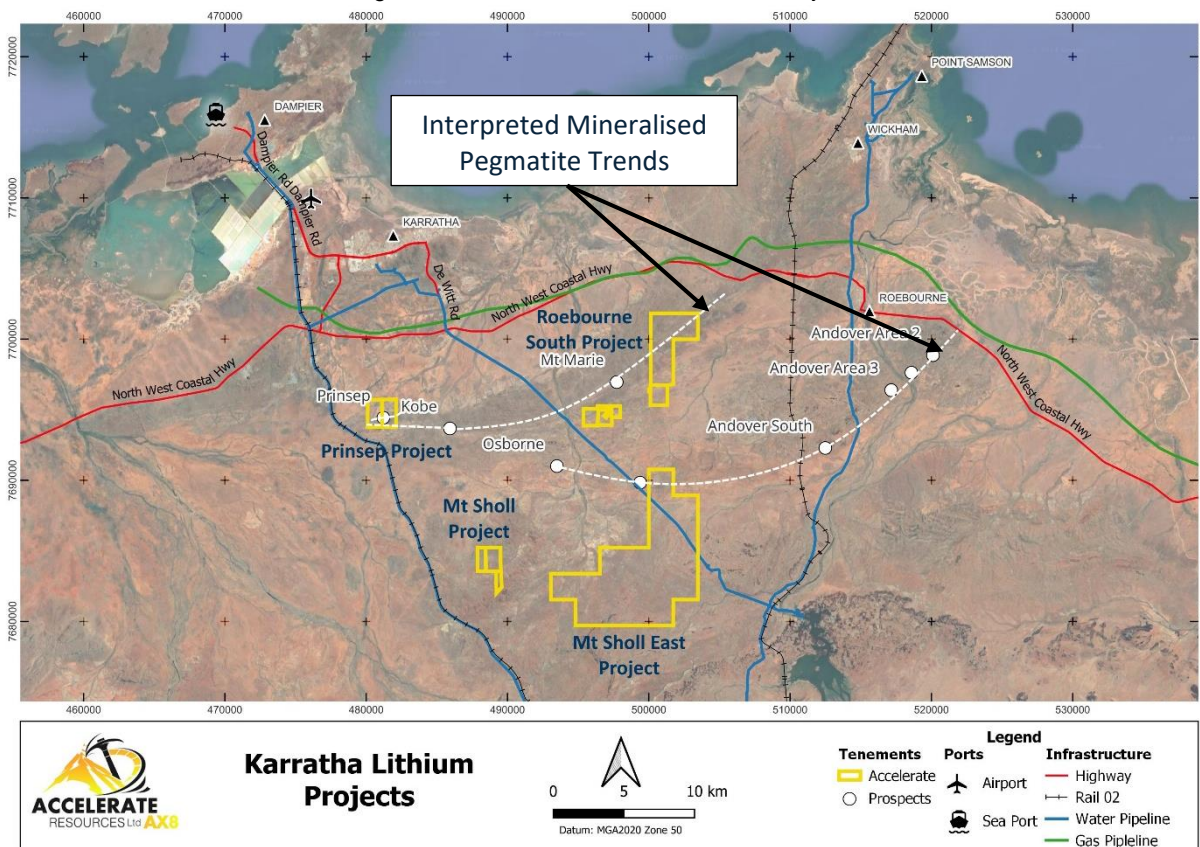 460000 470000 480000 490000 500000 510000 520000 530000
7720000
7720000
POINT SAMSON
DAMPIER
Interpreted Mineralised
Pegmatite Trends
WICKHAM
7710000
7710000
Dampier Rd
Dampier Rd
KARRATHA
De Witt Rd
North West Coastal Hwy
ROEBOURNE
Roebourne
South Project
Andover Area 2
7700000
7700000
Mt Marie
Andover Area 3
North West Coastal Hwy
North West Coastal Hwy
Prinsep
Kobe
Andover South
Prinsep Project
Osborne
7690000
7690000
Mt Sholl
Project
7680000
7680000
Mt Sholl East
Project
460000 470000 480000 490000 500000 510000 520000 530000
ACCELERATE
RESOURCES Ltd AX8
Karratha Lithium
Projects
0 5 10 km
Datum: MGA2020 Zone 50
Legend
Tenements
Accelerate
Prospects
Ports
Airport
Sea Port
Infrastructure
Highway
Rail 02
Water Pipeline
Gas Pipleline